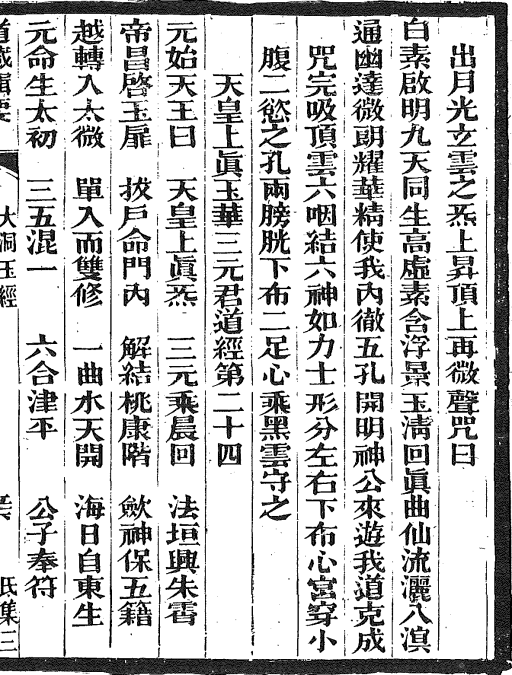 出月光玄雲之炁上昇頂上再微聲咒曰
白素啟明九天同生高虛素含浮景玉清回眞曲仙流灑八溟
通幽達微朗耀華精使我內徹五孔開明神公來遊我道克成
咒完吸頂雲六咽結六神如力士形分左右下布心宮穿小
腹二慾之孔兩膀胱下布二足心乘黑雲守之
天皇上眞玉華三元君道經第二十四
元始天王曰　天皇上眞炁　三元乘晨回　法垣興朱霄
帝昌啓玉扉　拔戶命門內　解結桃康階　斂神保五籍
越轉入太微　單入而雙修　一曲水天開　海日自東生
元命生太初　三五混一　六合津平　公子奉符
道藏輯要　大洞玉經　氐集三